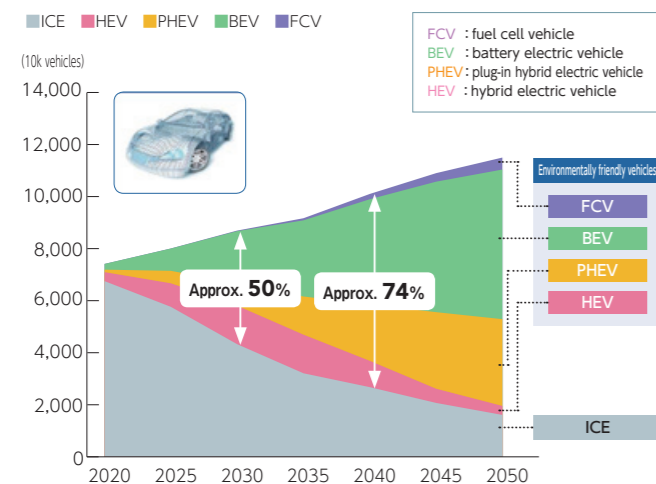 ICE HEV PHEV BEV FCV
FCV : fuel cell vehicle
BEV : battery electric vehicle
PHEV : plug-in hybrid electric vehicle
HEV : hybrid electric vehicle
(10k vehicles)
14,000
12,000
10,000
8,000
6,000
4,000
2,000
0
Approx. 50%
Approx. 74%
Environmentally friendly vehicles
FCV
BEV
PHEV
HEV
ICE
2020 2025 2030 2035 2040 2045 2050